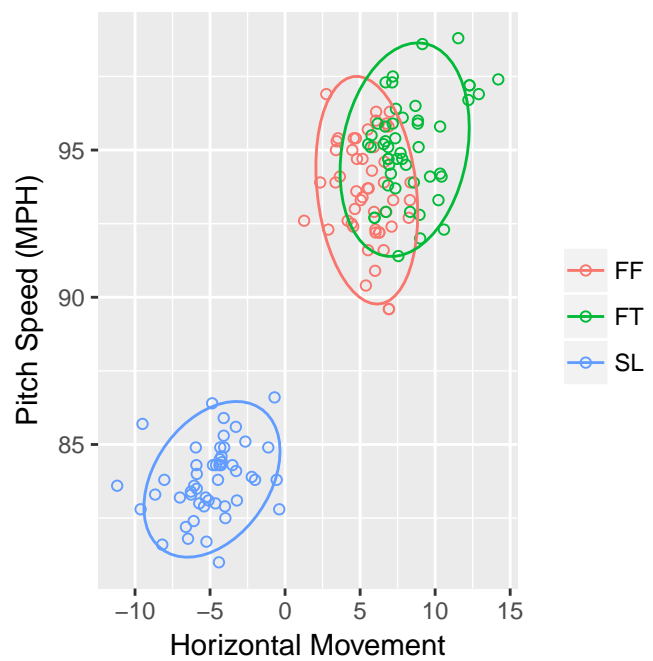 95
90
85
Pitch Speed (MPH)
−10 −5 0 5 10 15
Horizontal Movement
FF
FT
SL